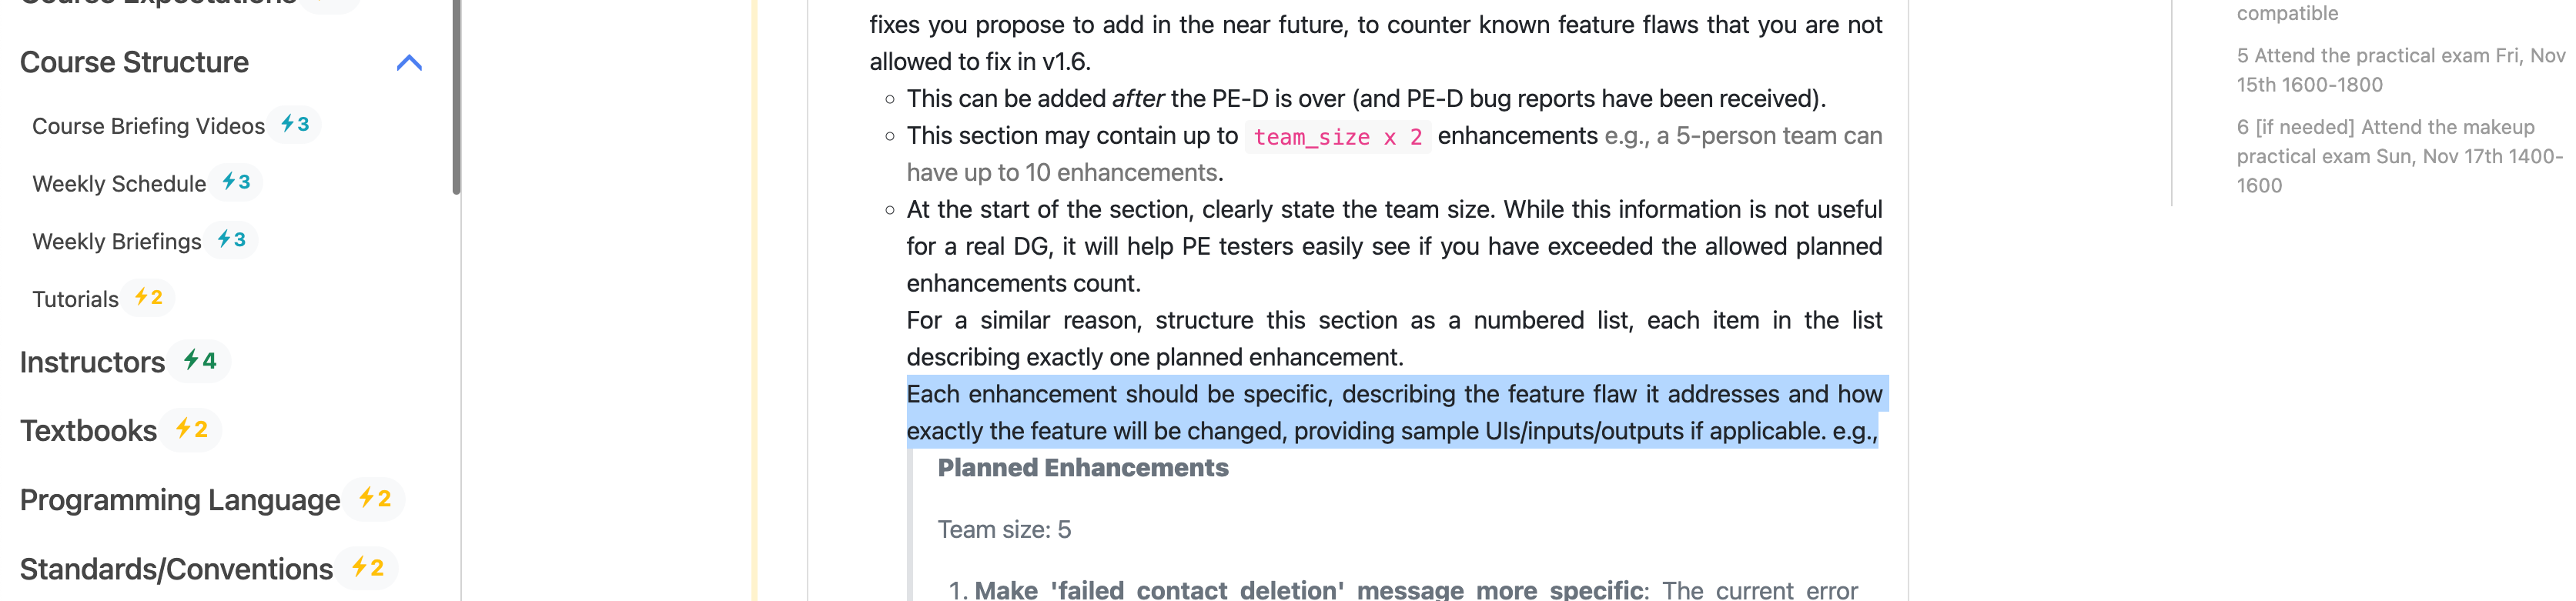 Course Expectations
Course Structure
Course Briefing Videos 3
Weekly Schedule 3
Weekly Briefings 3
Tutorials 2
Instructors 4
Textbooks 2
Programming Language 2
Standards/Conventions 2
fixes you propose to add in the near future, to counter known feature flaws that you are not
allowed to fix in v1.6.
This can be added after the PE-D is over (and PE-D bug reports have been received).
This section may contain up to team_size x 2 enhancements e.g., a 5-person team can
have up to 10 enhancements.
At the start of the section, clearly state the team size. While this information is not useful
for a real DG, it will help PE testers easily see if you have exceeded the allowed planned
enhancements count.
For a similar reason, structure this section as a numbered list, each item in the list
describing exactly one planned enhancement.
Each enhancement should be specific, describing the feature flaw it addresses and how
exactly the feature will be changed, providing sample UIs/inputs/outputs if applicable. e.g.,
Planned Enhancements
Team size: 5
1. Make 'failed contact deletion' message more specific: The current error
compatible
5 Attend the practical exam Fri, Nov
15th 1600-1800
6 [if needed] Attend the makeup
practical exam Sun, Nov 17th 1400-
1600